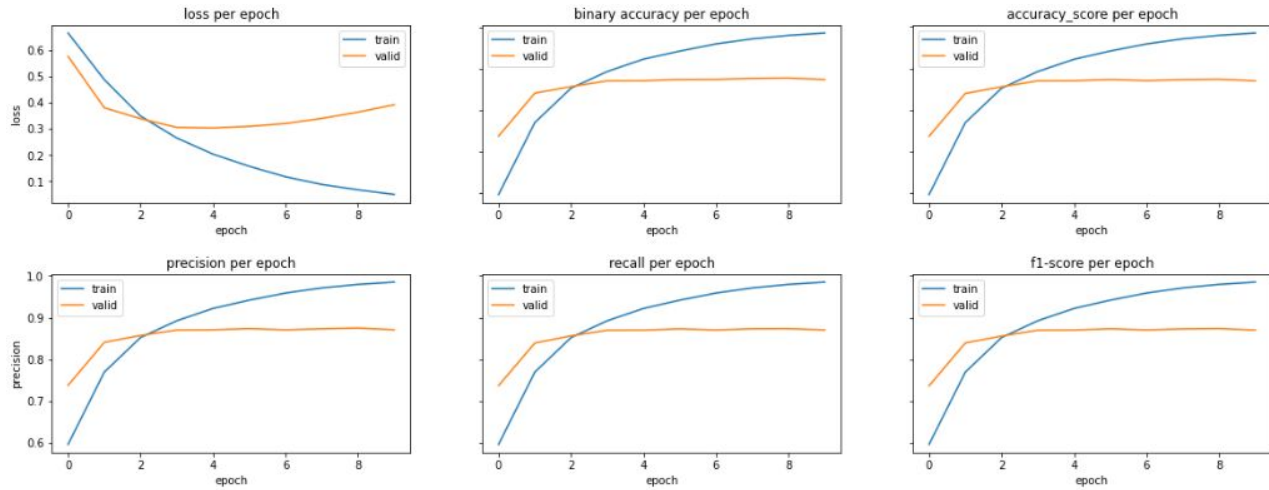 loss per epoch
train
valid
loss
0.6
0.5
0.4
0.3
0.2
0.1
0 2 4 6 8
epoch
binary accuracy per epoch
train
valid
0 2 4 6 8
epoch
accuracy_score per epoch
train
valid
0 2 4 6 8
epoch
precision per epoch
train
valid
precision
1.0
0.9
0.8
0.7
0.6
0 2 4 6 8
epoch
recall per epoch
train
valid
0 2 4 6 8
epoch
f1-score per epoch
train
valid
0 2 4 6 8
epoch